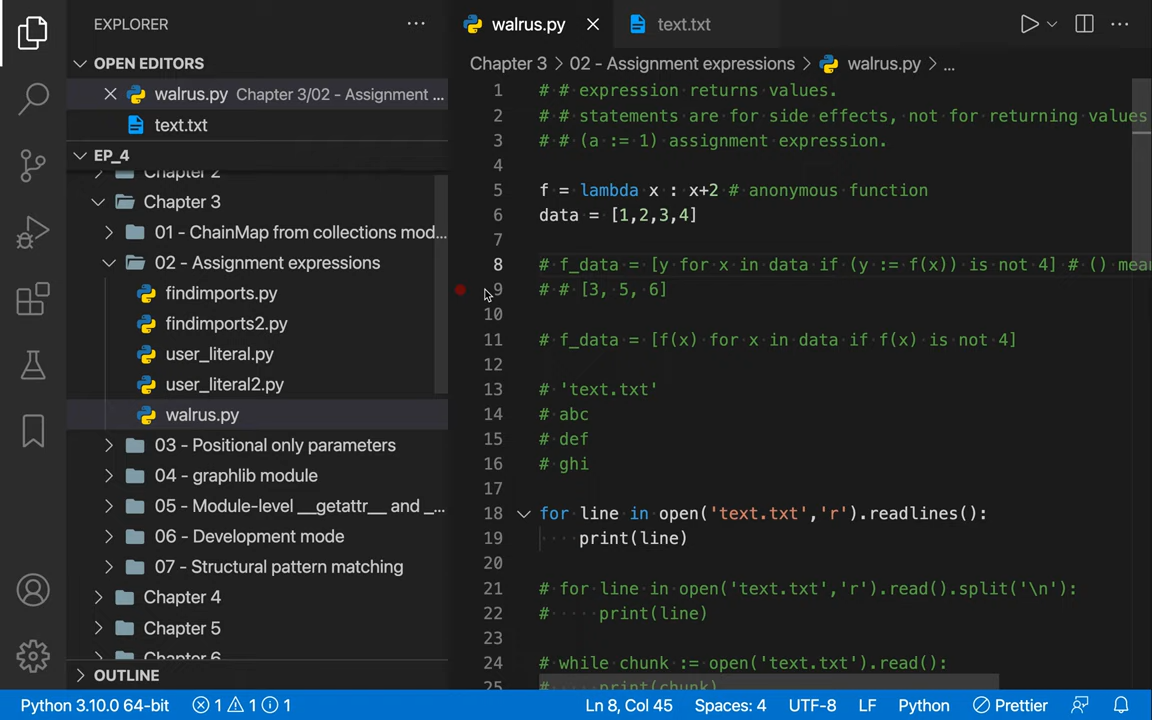 EXPLORER
OPEN EDITORS
walrus.py Chapter 3/02 - Assignment ...
text.txt
EP_4
Chapter 2
Chapter 3
01 - ChainMap from collections mod...
02 - Assignment expressions
findimports.py
findimports2.py
user_literal.py
user_literal2.py
walrus.py
03 - Positional only parameters
04 - graphlib module
05 - Module-level __getattr__ and _...
06 - Development mode
07 - Structural pattern matching
Chapter 4
Chapter 5
Chapter 6
OUTLINE
walrus.py
text.txt
Chapter 3 > 02 - Assignment expressions > walrus.py > ...
1 # # expression returns values.
2 # # statements are for side effects, not for returning values
3 # # (a := 1) assignment expression.
4
5 f = lambda x : x+2 # anonymous function
6 data = [1,2,3,4]
7
8 # f_data = [y for x in data if (y := f(x)) is not 4] # () mea
9 # # [3, 5, 6]
10
11 # f_data = [f(x) for x in data if f(x) is not 4]
12
13 # 'text.txt'
14 # abc
15 # def
16 # ghi
17
18 for line in open('text.txt','r').readlines():
19 print(line)
20
21 # for line in open('text.txt','r').read().split('\n'):
22 # print(line)
23
24 # while chunk := open('text.txt').read():
25 # print(chunk)
Python 3.10.0 64-bit 1 1 1 Ln 8, Col 45 Spaces: 4 UTF-8 LF Python Prettier